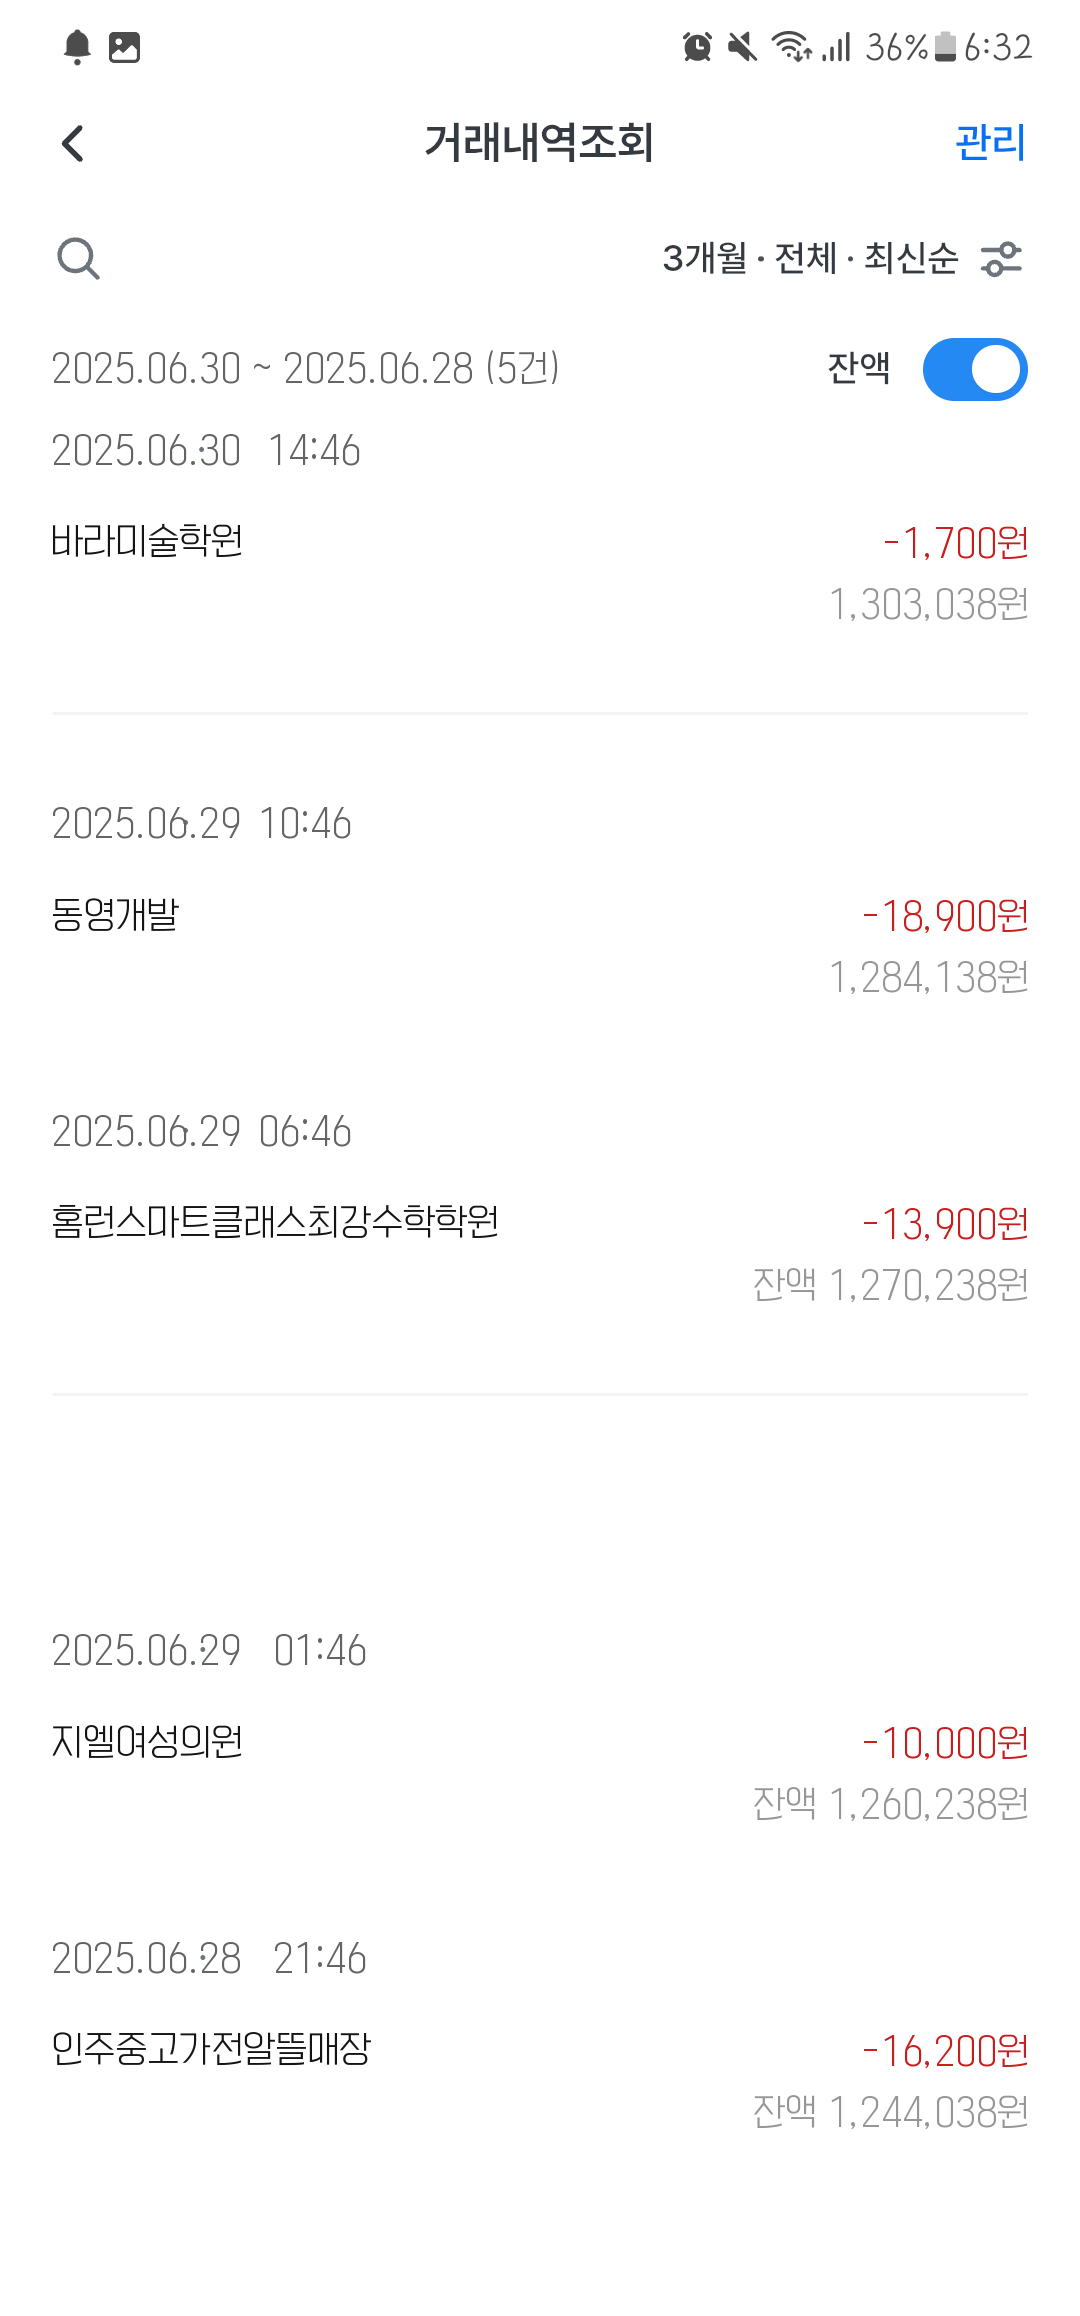 36% 6:32
거래내역조회 관리
3개월 · 전체 · 최신순
2025.06.30 ~ 2025.06.28 (5건) 잔액
2025.06.30 14:46
바라미술학원 -1,700원
1,303,038원
2025.06.29 10:46
동영개발 -18,900원
1,284,138원
2025.06.29 06:46
홈런스마트클래스최강수학학원 -13,900원
잔액 1,270,238원
2025.06.29 01:46
지엘여성의원 -10,000원
잔액 1,260,238원
2025.06.28 21:46
인주중고가전알뜰매장 -16,200원
잔액 1,244,038원